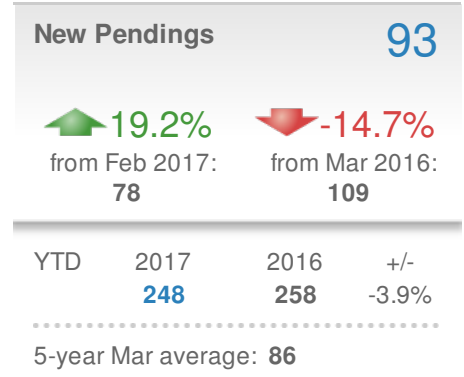 New Pendings 93
19.2% -14.7%
from Feb 2017: from Mar 2016:
78 109
YTD 2017 2016 +/-
248 258 -3.9%
5-year Mar average: 86